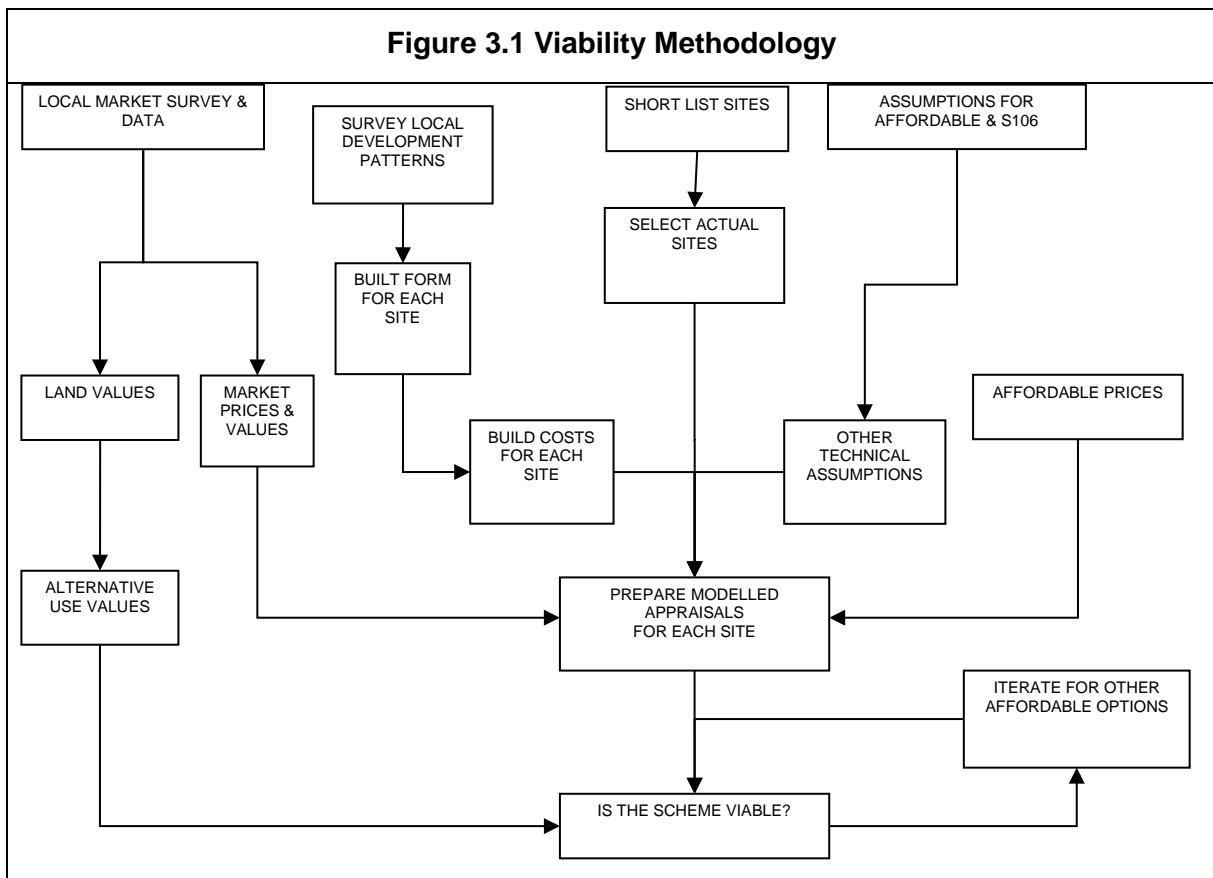 Figure 3.1 Viability Methodology
LOCAL MARKET SURVEY &
DATA
SURVEY LOCAL
DEVELOPMENT
PATTERNS
SHORT LIST SITES
ASSUMPTIONS FOR
AFFORDABLE & S106
SELECT ACTUAL
SITES
BUILT FORM
FOR EACH
SITE
LAND VALUES
MARKET
PRICES &
VALUES
AFFORDABLE PRICES
BUILD COSTS
FOR EACH
SITE
OTHER
TECHNICAL
ASSUMPTIONS
ALTERNATIVE
USE VALUES
PREPARE MODELLED
APPRAISALS
FOR EACH SITE
ITERATE FOR OTHER
AFFORDABLE OPTIONS
IS THE SCHEME VIABLE?